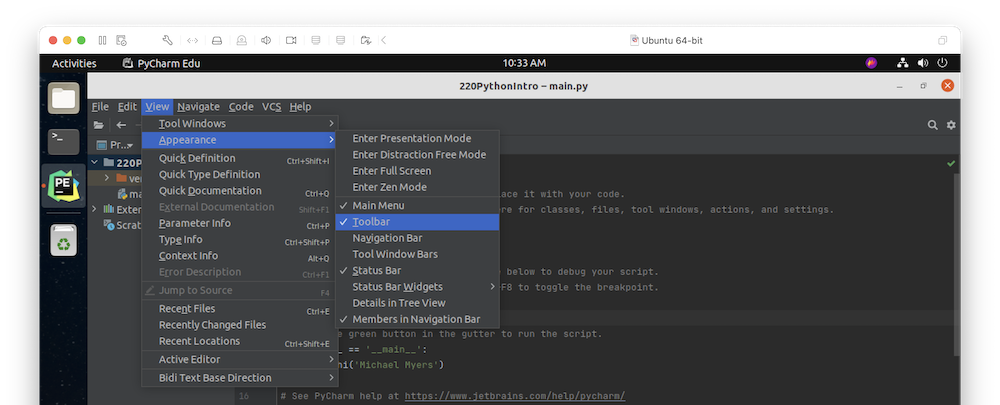 Ubuntu 64-bit
Activities PyCharm Edu 10:33 AM
220PythonIntro – main.py
File Edit View Navigate Code VCS Help
Tool Windows
Appearance
Quick Definition Ctrl+Shift+I
Quick Type Definition
Quick Documentation Ctrl+Q
External Documentation Shift+F1
Parameter Info Ctrl+P
Type Info Ctrl+Shift+P
Context Info Alt+Q
Error Description Ctrl+F1
Jump to Source F4
Recent Files Ctrl+E
Recently Changed Files
Recent Locations Ctrl+Shift+E
Active Editor
Bidi Text Base Direction
Enter Presentation Mode
Enter Distraction Free Mode
Enter Full Screen
Enter Zen Mode
Main Menu
Toolbar
Navigation Bar
Tool Window Bars
Status Bar
Status Bar Widgets
Details in Tree View
Members in Navigation Bar
Pr...
220P
ve
ma
Exter
Scrat
PE
>_
lace it with your code.
ere for classes, files, tool windows, actions, and settings.
below to debug your script.
F8 to toggle the breakpoint.
e green button in the gutter to run the script.
_ == '__main__':
hi('Michael Myers')
16 # See PyCharm help at https://www.jetbrains.com/help/pycharm/